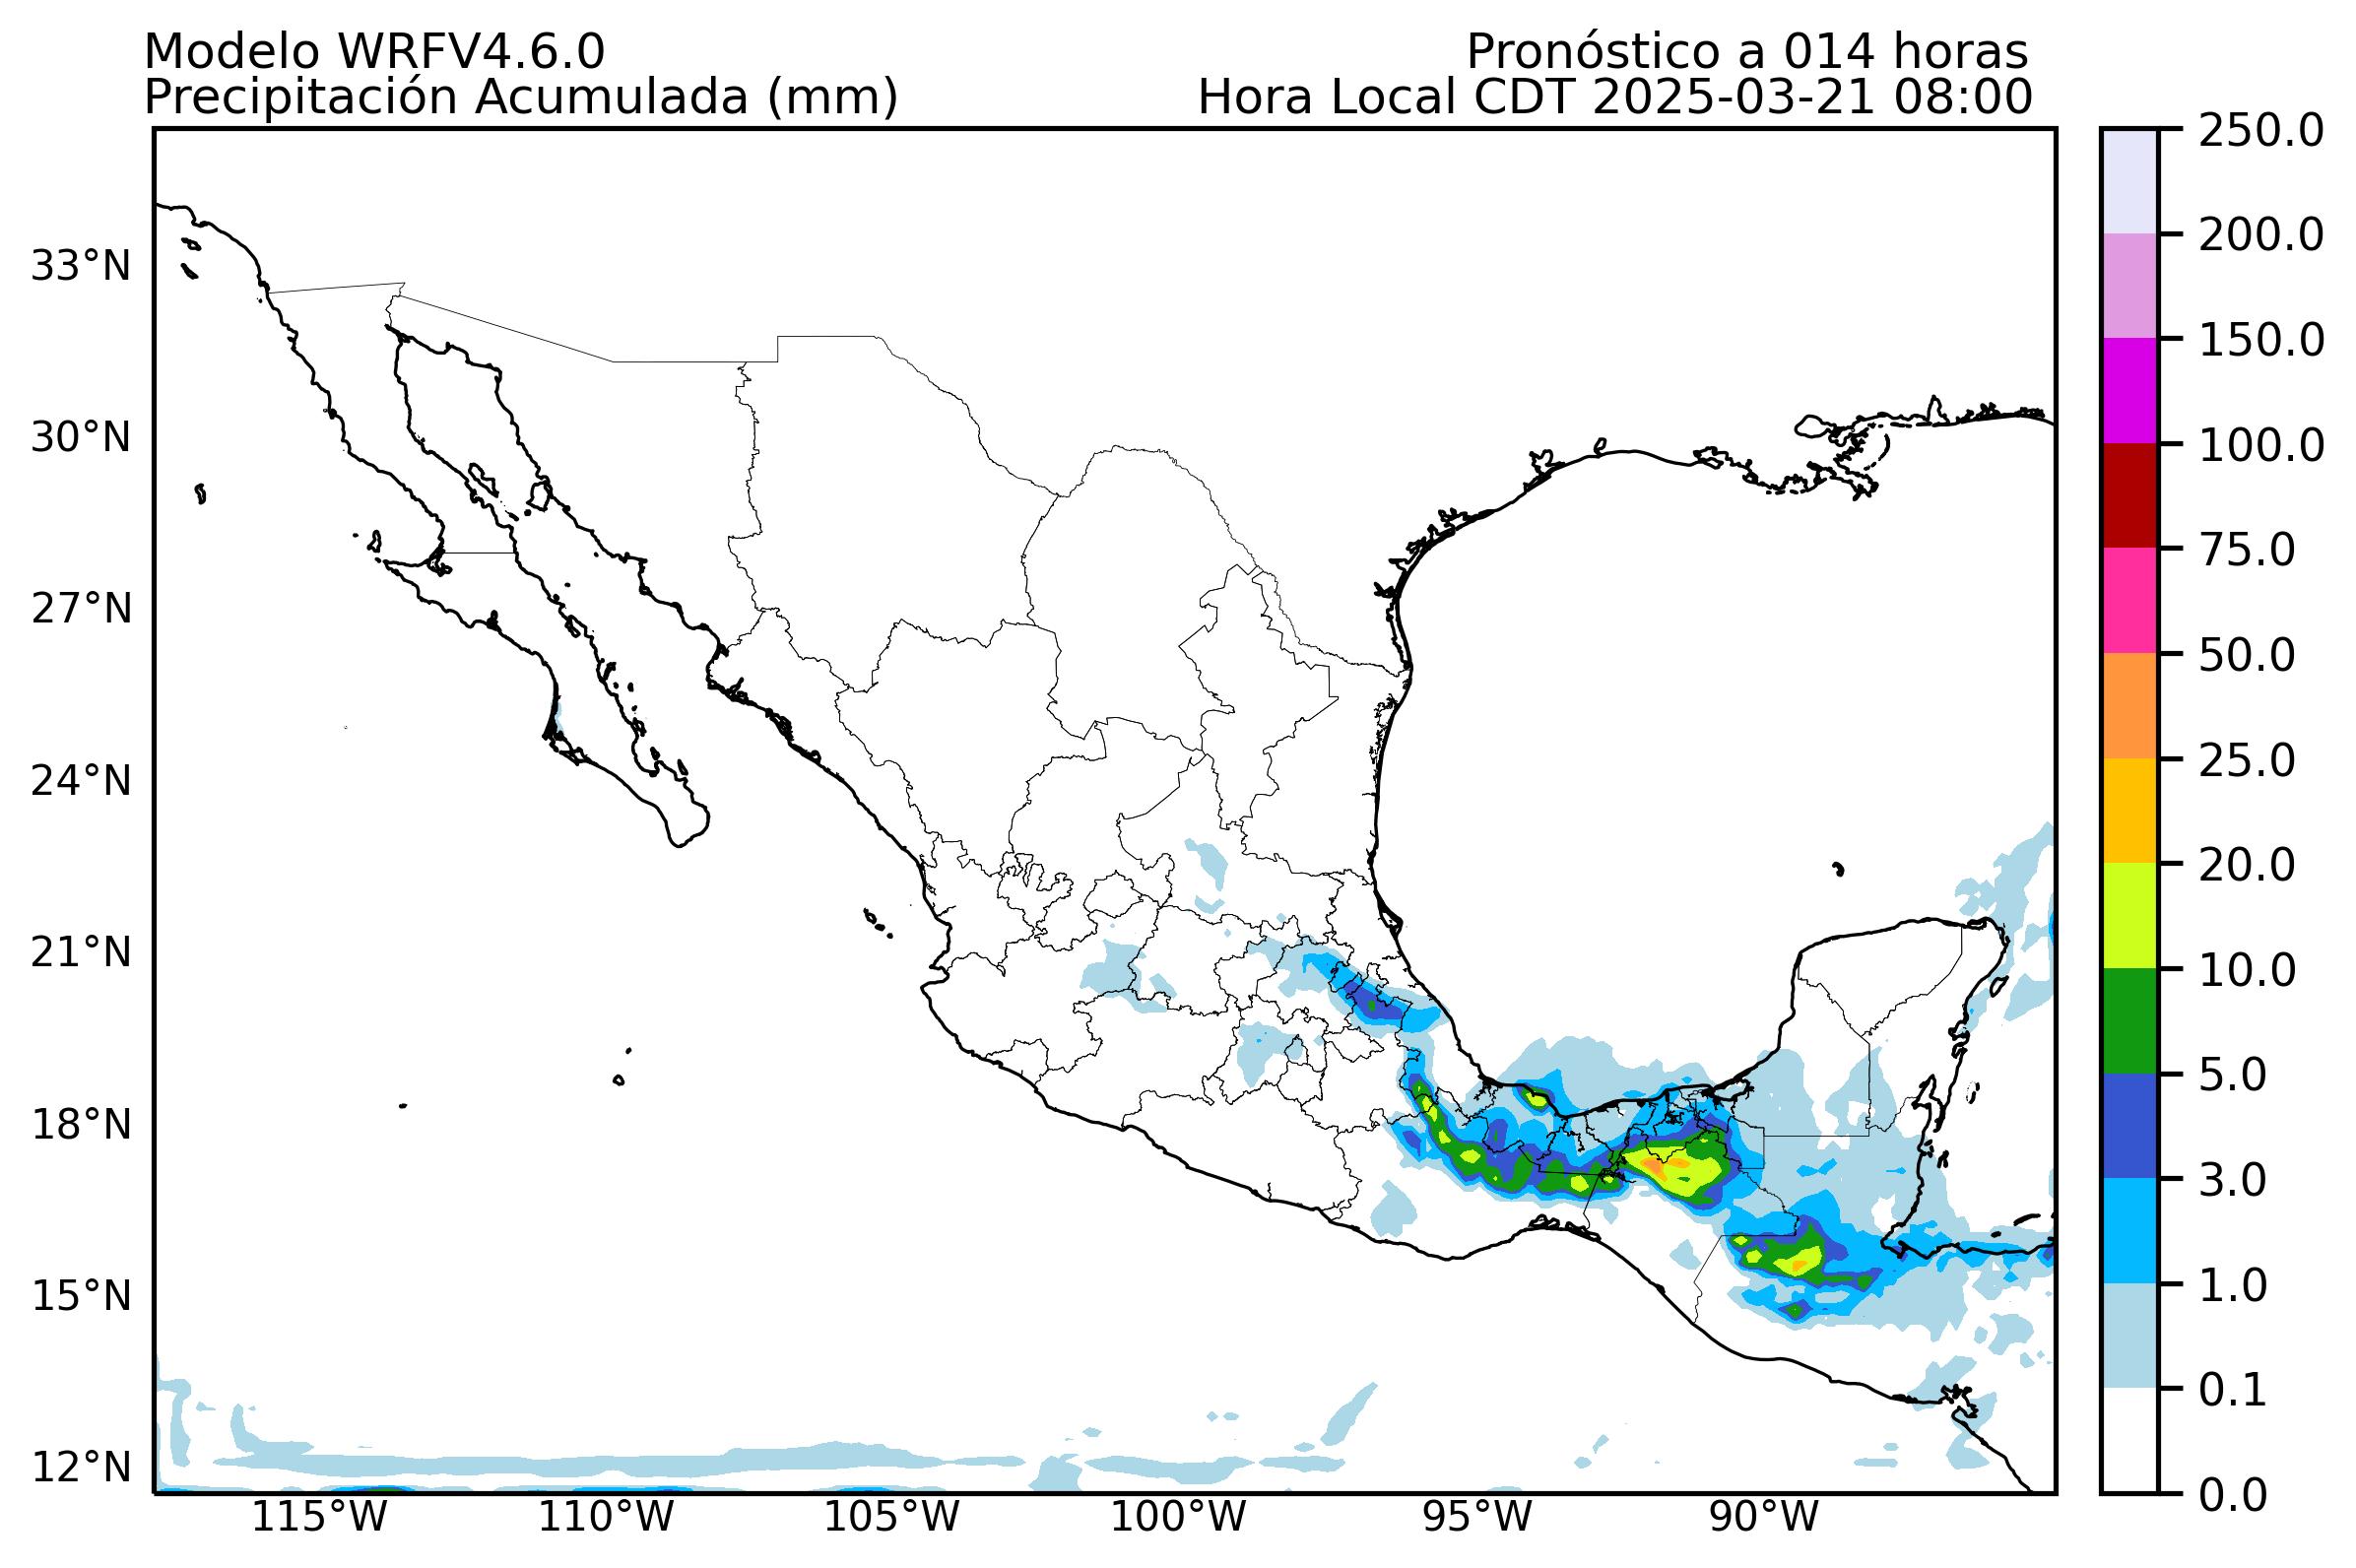 Modelo WRFV4.6.0
Pronóstico a 014 horas
Precipitación Acumulada (mm)
Hora Local CDT 2025-03-21 08:00
33°N
30°N
27°N
24°N
21°N
18°N
15°N
12°N
115°W
110°W
105°W
100°W
95°W
90°W
250.0
200.0
150.0
100.0
75.0
50.0
25.0
20.0
10.0
5.0
3.0
1.0
0.1
0.0